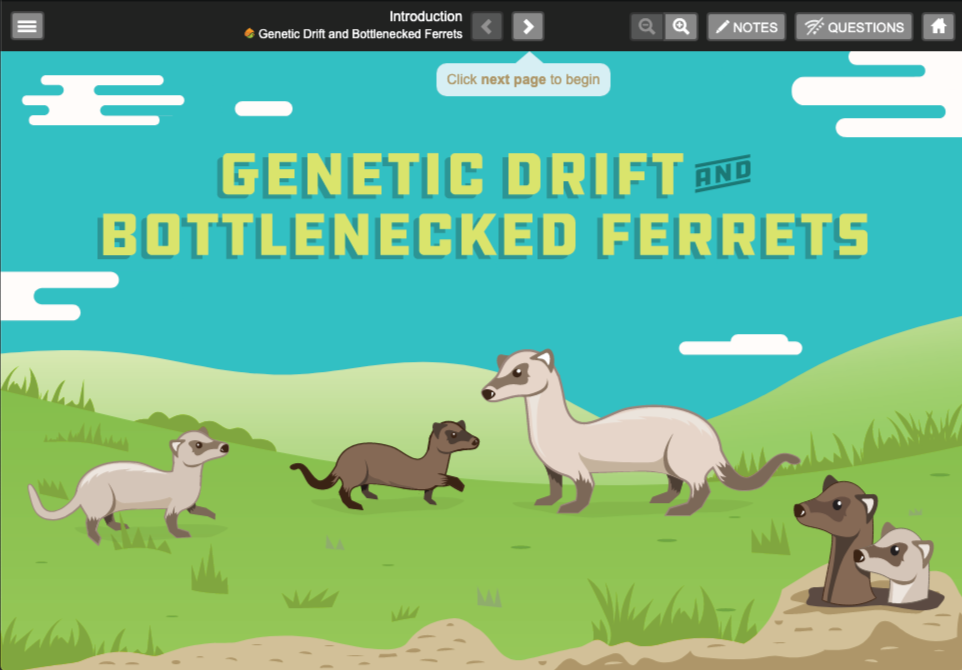 Introduction
Genetic Drift and Bottlenecked Ferrets
NOTES
QUESTIONS
Click next page to begin
GENETIC DRIFT AND
BOTTLENECKED FERRETS